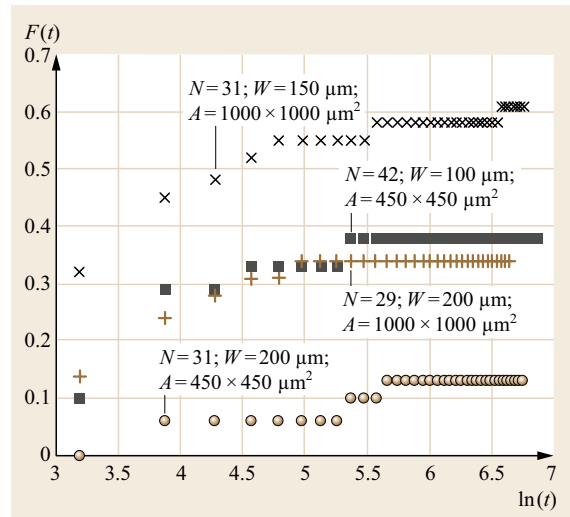 F(t)
0.7
0.6
0.5
0.4
0.3
0.2
0.1
0
N = 31; W = 150 µm;
A = 1000 × 1000 µm²
N = 42; W = 100 µm;
A = 450 × 450 µm²
N = 29; W = 200 µm;
A = 1000 × 1000 µm²
N = 31; W = 200 µm;
A = 450 × 450 µm²
3 3.5 4 4.5 5 5.5 6 6.5 7
ln(t)